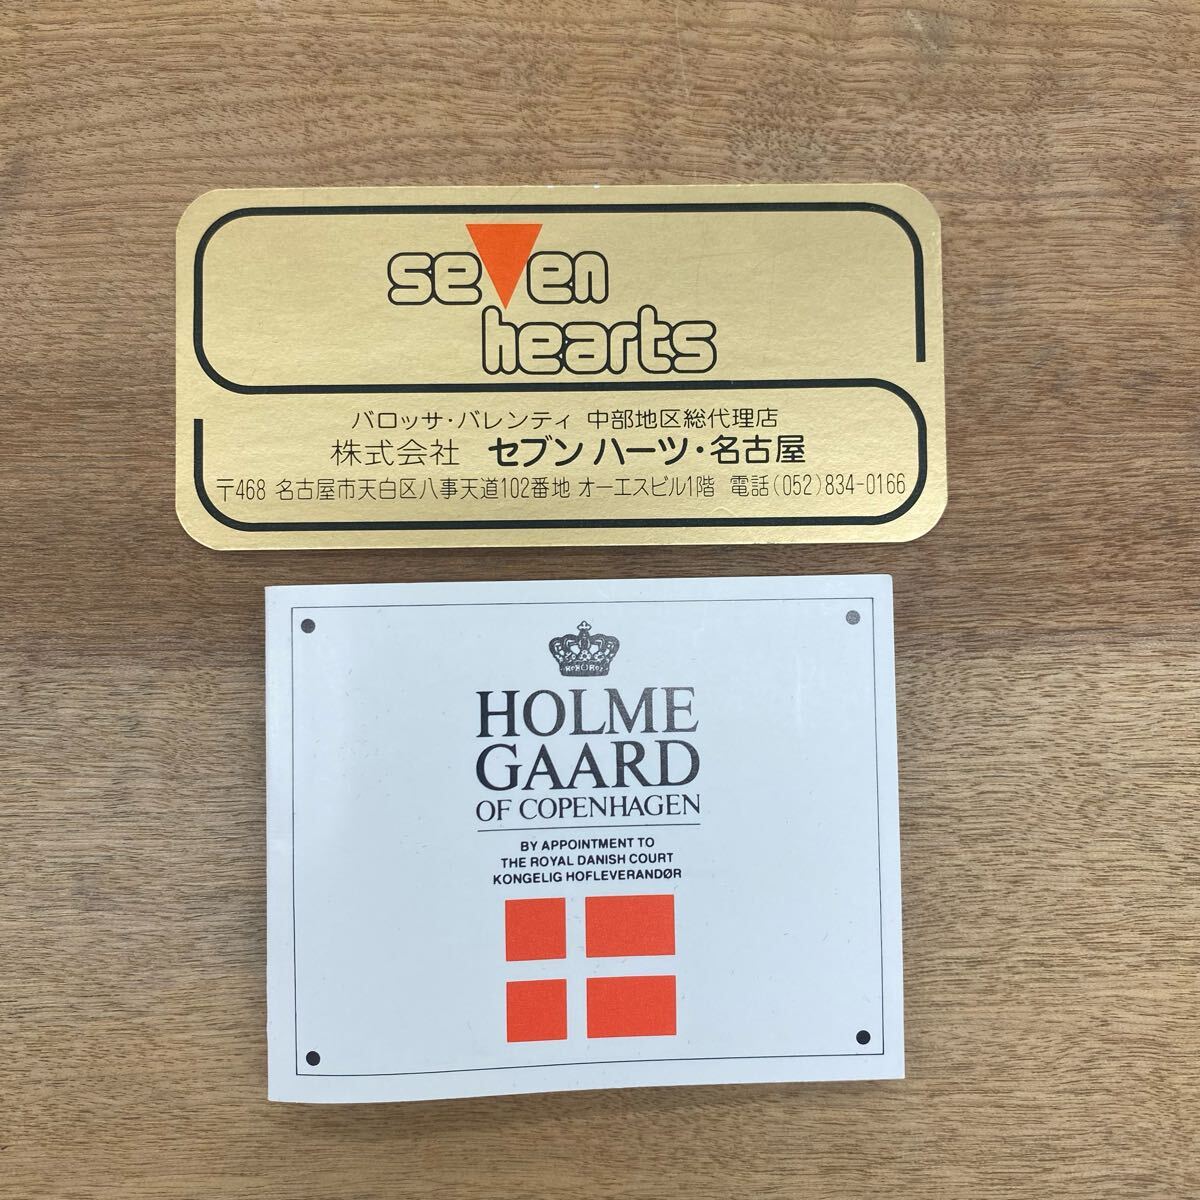 seven
hearts
バロッサ・バレンティ 中部地区総代理店
株式会社 セブン ハーツ・名古屋
〒468 名古屋市天白区八事天道102番地 オーエスビル1階 電話(052)834-0166
HOLME
GAARD
OF COPENHAGEN
BY APPOINTMENT TO
THE ROYAL DANISH COURT
KONGELIG HOFLEVERANDØR